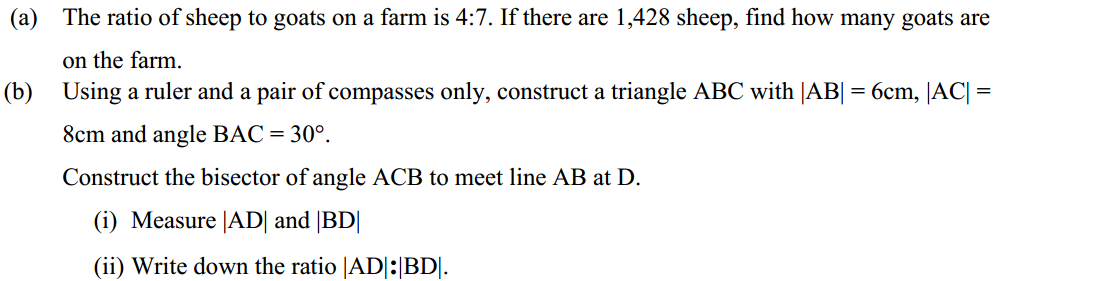 (a) The ratio of sheep to goats on a farm is 4:7. If there are 1,428 sheep, find how many goats are
on the farm.
(b) Using a ruler and a pair of compasses only, construct a triangle ABC with |AB| = 6cm, |AC| =
8cm and angle BAC = 30°.
Construct the bisector of angle ACB to meet line AB at D.
(i) Measure |AD| and |BD|
(ii) Write down the ratio |AD|:|BD|.